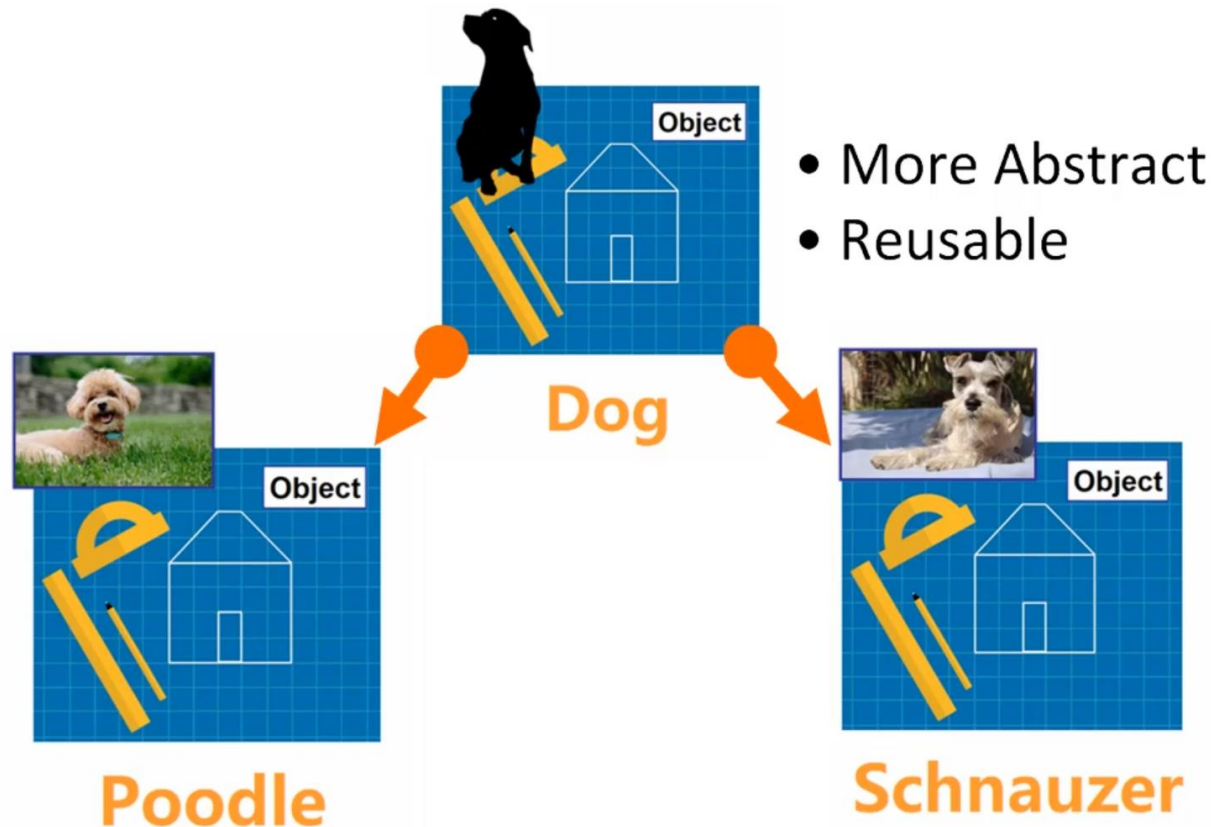 Object
• More Abstract
• Reusable
Dog
Object
Object
Poodle
Schnauzer